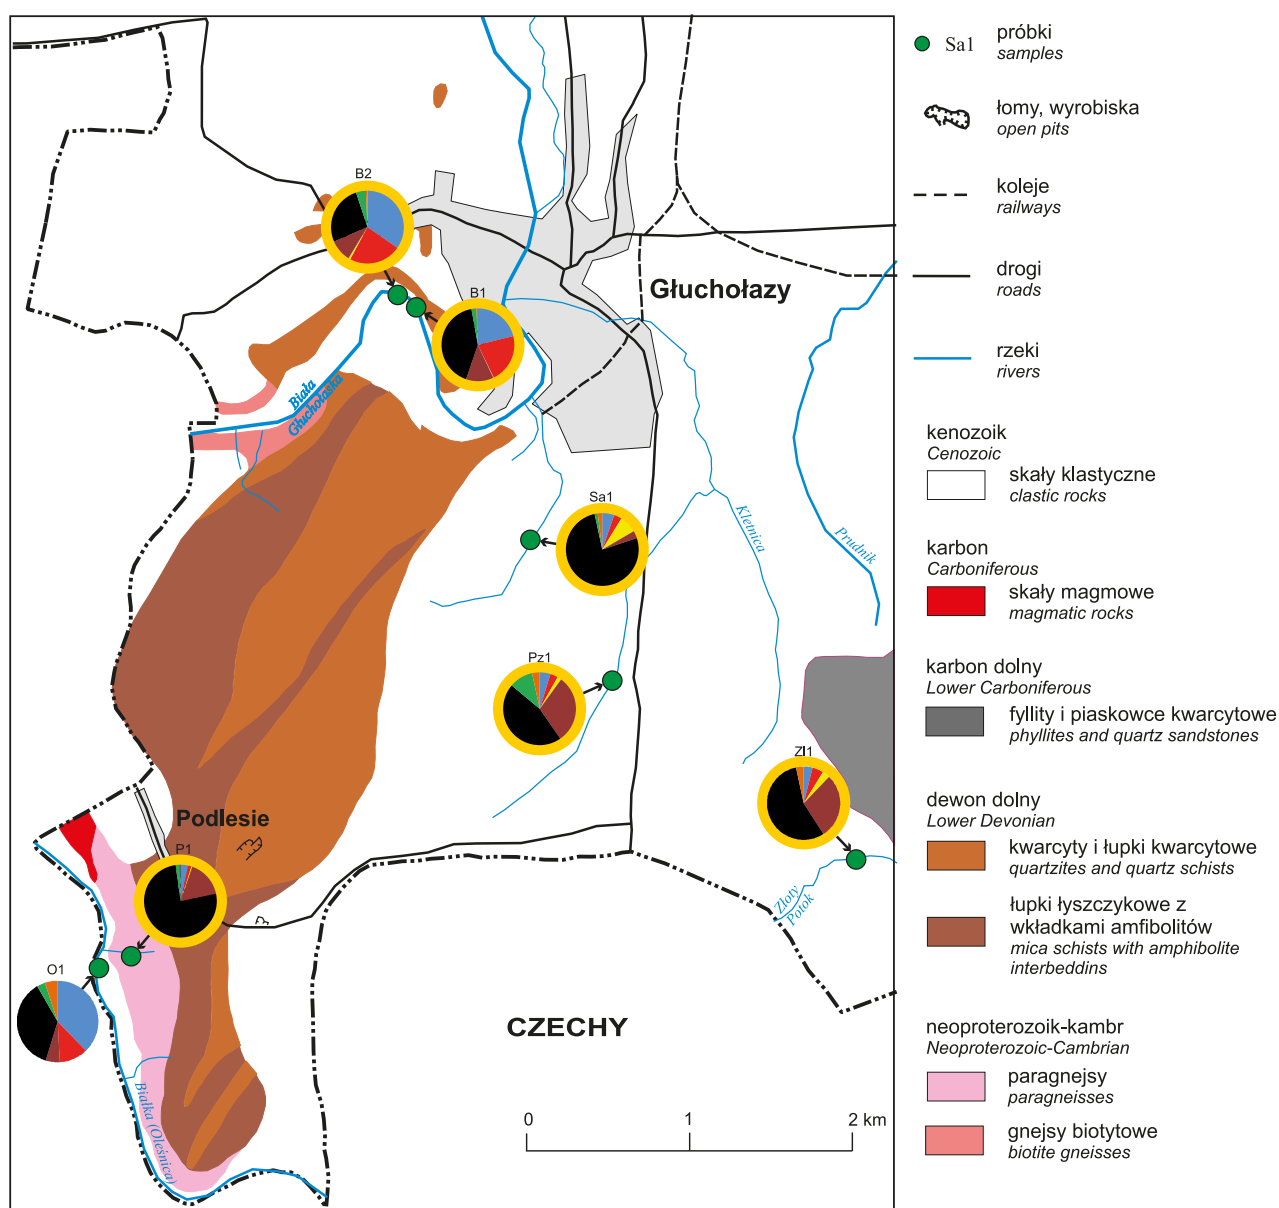 B2
B1
Głuchołazy
Biała
Głuchołaska
Sa1
Kletnica
Prudnik
Pz1
Zl1
Podlesie
P1
Złoty
Potok
O1
CZECHY
Białka (Oleśnica)
0
1
2 km
Sa1
próbki
samples
łomy, wyrobiska
open pits
koleje
railways
drogi
roads
rzeki
rivers
kenozoik
Cenozoic
skały klastyczne
clastic rocks
karbon
Carboniferous
skały magmowe
magmatic rocks
karbon dolny
Lower Carboniferous
fyllity i piaskowce kwarcytowe
phyllites and quartz sandstones
dewon dolny
Lower Devonian
kwarcyty i łupki kwarcytowe
quartzites and quartz schists
łupki łyszczykowe z
wkładkami amfibolitów
mica schists with amphibolite
interbeddins
neoproterozoik-kambr
Neoproterozoic-Cambrian
paragnejsy
paragneisses
gnejsy biotytowe
biotite gneisses